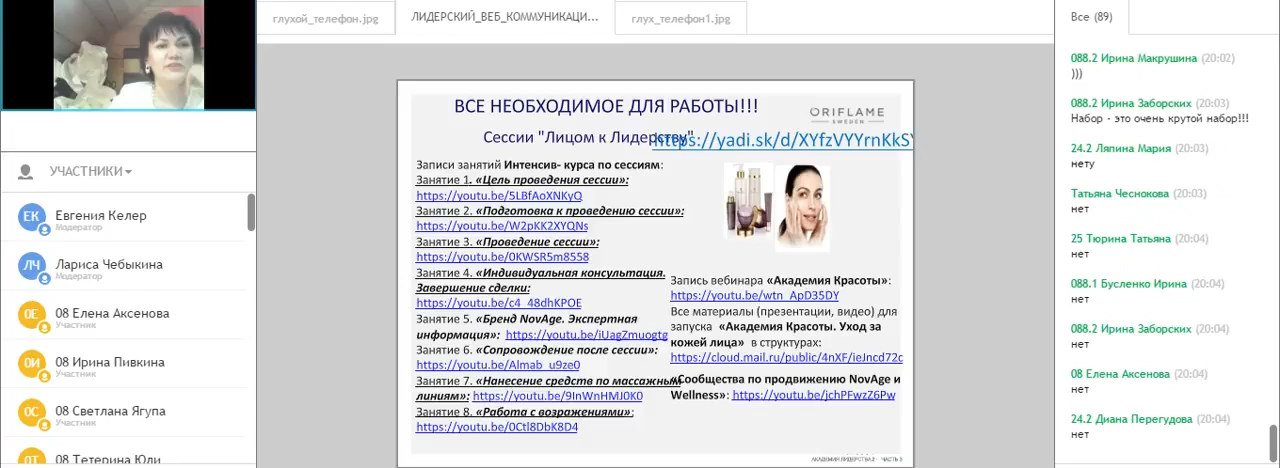 глухой_телефон.jpg
ЛИДЕРСКИЙ_ВЕБ_КОММУНИКАЦИ...
глух_телефон1.jpg
Все (89)
УЧАСТНИКИ
ЕК
Евгения Келер
Модератор
ЛЧ
Лариса Чебыкина
Модератор
ОЕ
08 Елена Аксенова
Участник
ОИ
08 Ирина Пивкина
Участник
ОС
08 Светлана Ягупа
Участник
ОТ
08 Тетерина Юли
ВСЕ НЕОБХОДИМОЕ ДЛЯ РАБОТЫ!!!
ORIFLAME
SWEDEN
Сессии "Лицом к Лидерству"
https://yadi.sk/d/XYfzVYYrnKkSY
Записи занятий Интенсив- курса по сессиям:
Занятие 1. «Цель проведения сессии»:
https://youtu.be/5LBfAoXNKyQ
Занятие 2. «Подготовка к проведению сессии»:
https://youtu.be/W2pKK2XYQNs
Занятие 3. «Проведение сессии»:
https://youtu.be/0KWSR5m8558
Занятие 4. «Индивидуальная консультация.
Завершение сделки:
https://youtu.be/c4_48dhKPOE
Занятие 5. «Бренд NovAge. Экспертная
информация»: https://youtu.be/iUagZmuogtg
Занятие 6. «Сопровождение после сессии»:
https://youtu.be/Almab_u9ze0
Занятие 7. «Нанесение средств по массажным
линиям»: https://youtu.be/9InWnHMJ0K0
Занятие 8. «Работа с возражениями»:
https://youtu.be/0Ctl8DbK8D4
Запись вебинара «Академия Красоты»:
https://youtu.be/wtn_ApD35DY
Все материалы (презентации, видео) для
запуска «Академия Красоты. Уход за
кожей лица» в структурах:
https://cloud.mail.ru/public/4nXF/ieJncd72c
«Сообщества по продвижению NovAge и
Wellness»: https://youtu.be/jchPFwzZ6Pw
АКАДЕМИЯ ЛИДЕРСТВА 2 - ЧАСТЬ 5
088.2 Ирина Макрушина (20:02)
)))
088.2 Ирина Заборских (20:03)
Набор - это очень крутой набор!!!
24.2 Ляпина Мария (20:03)
нету
Татьяна Чеснокова (20:03)
нет
25 Тюрина Татьяна (20:04)
нет
088.1 Бусленко Ирина (20:04)
нет
088.2 Ирина Заборских (20:04)
нет
08 Елена Аксенова (20:04)
нет
24.2 Диана Перегудова (20:04)
нет